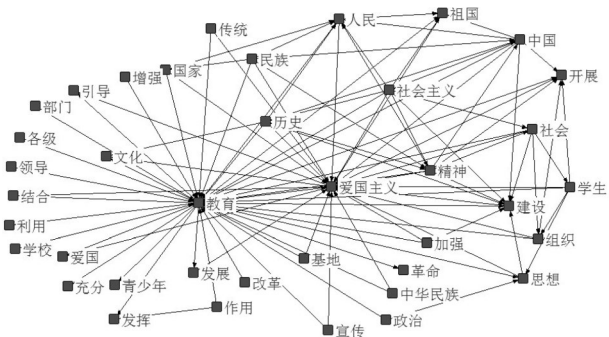 传统
人民
祖国
中国
国家
民族
增强
开展
引导
社会主义
部门
历史
社会
各级
文化
精神
领导
爱国主义
学生
结合
教育
建设
利用
组织
学校
爱国
加强
基地
发展
革命
思想
充分
青少年
改革
中华民族
作用
发挥
宣传
政治